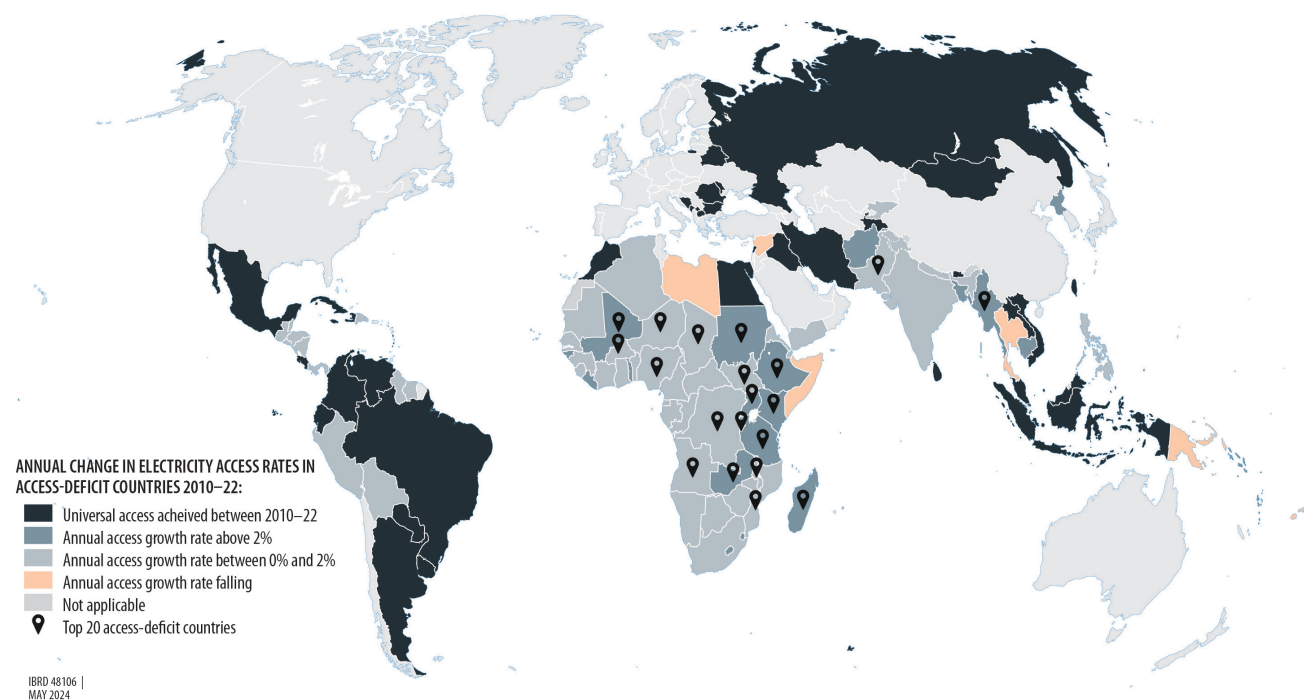 ANNUAL CHANGE IN ELECTRICITY ACCESS RATES IN
ACCESS-DEFICIT COUNTRIES 2010–22:
Universal access acheived between 2010–22
Annual access growth rate above 2%
Annual access growth rate between 0% and 2%
Annual access growth rate falling
Not applicable
Top 20 access-deficit countries
IBRD 48106 |
MAY 2024